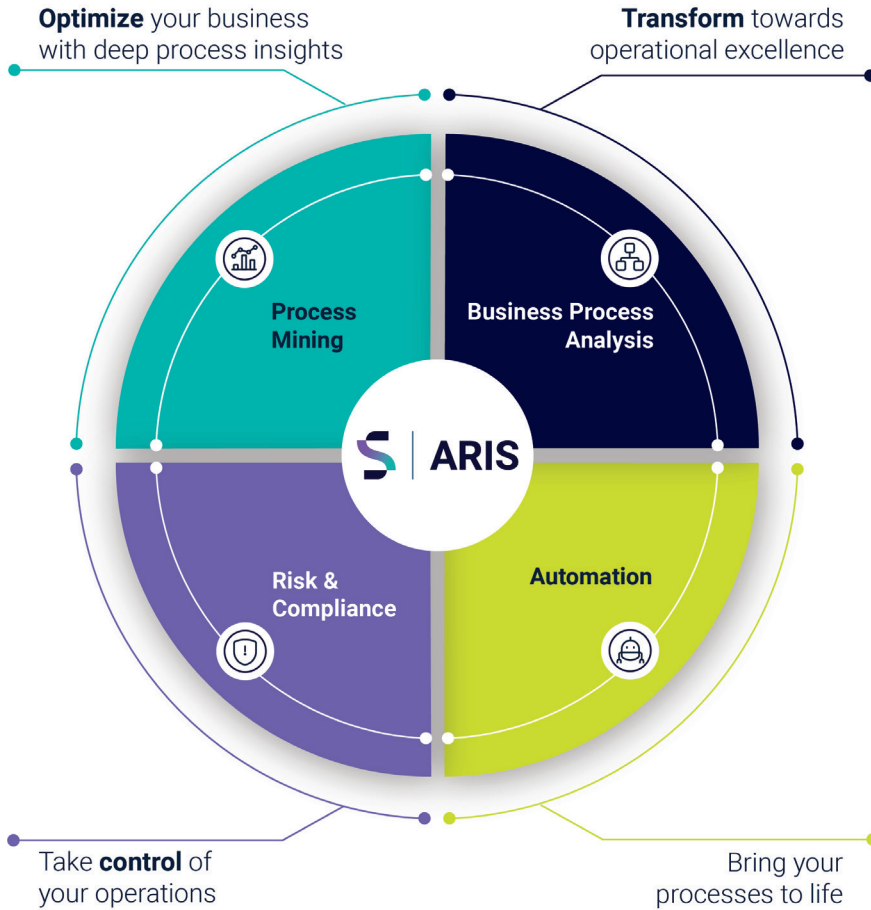 Optimize your business
with deep process insights
Transform towards
operational excellence
Process
Mining
Business Process
Analysis
S | ARIS
Risk &
Compliance
Automation
Take control of
your operations
Bring your
processes to life